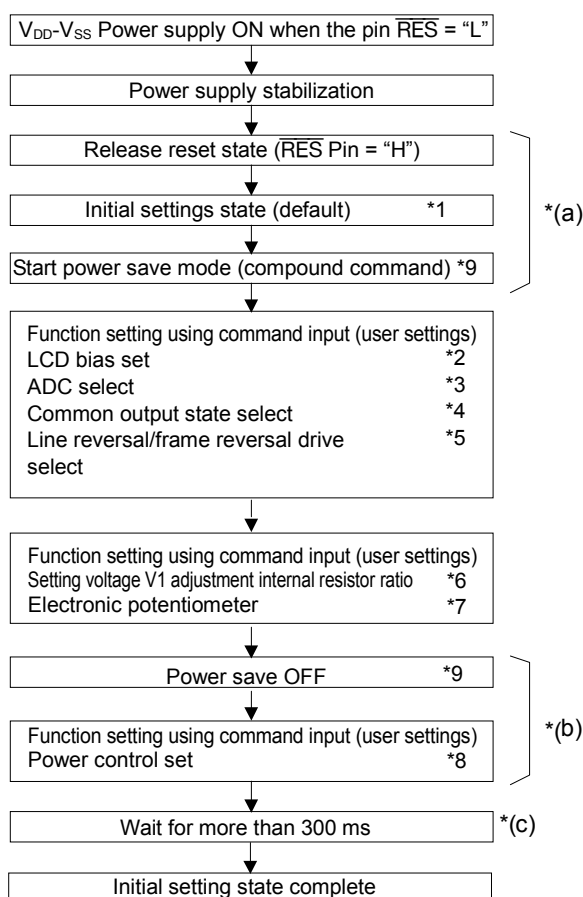 VDD-VSS Power supply ON when the pin RES = “L”
Power supply stabilization
Release reset state (RES Pin = “H”)
Initial settings state (default) *1
Start power save mode (compound command) *9
*(a)
Function setting using command input (user settings)
LCD bias set *2
ADC select *3
Common output state select *4
Line reversal/frame reversal drive *5
select
Function setting using command input (user settings)
Setting voltage V1 adjustment internal resistor ratio *6
Electronic potentiometer *7
Power save OFF *9
Function setting using command input (user settings)
Power control set *8
*(b)
Wait for more than 300 ms *(c)
Initial setting state complete